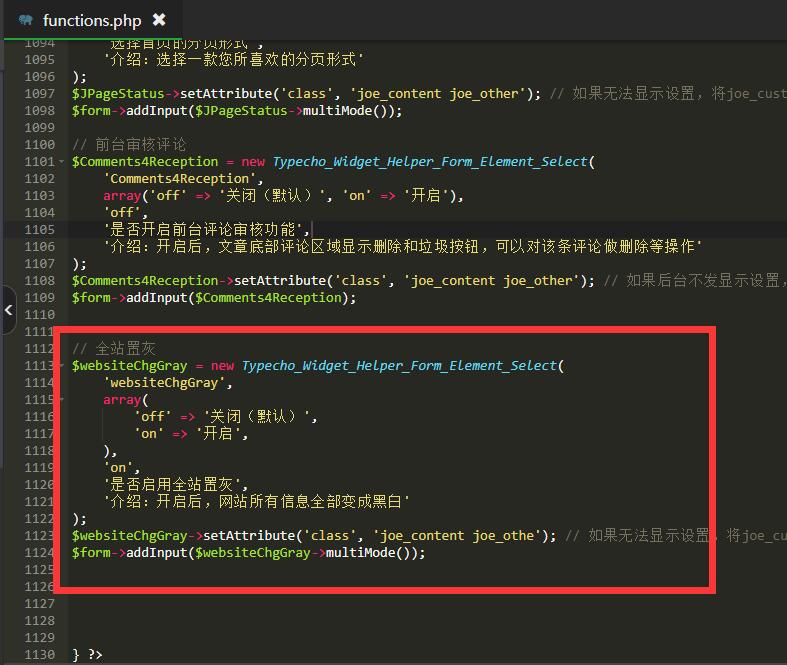 functions.php
1094 '选择首页的分页形式',
1095 '介绍：选择一款您所喜欢的分页形式'
1096 );
1097 $JPageStatus->setAttribute('class', 'joe_content joe_other'); // 如果无法显示设置，将joe_cust
1098 $form->addInput($JPageStatus->multiMode());
1099
1100 // 前台审核评论
1101 $Comments4Reception = new Typecho_Widget_Helper_Form_Element_Select(
1102 'Comments4Reception',
1103 array('off' => '关闭（默认）', 'on' => '开启'),
1104 'off',
1105 '是否开启前台评论审核功能',
1106 '介绍：开启后，文章底部评论区域显示删除和垃圾按钮，可以对该条评论做删除等操作'
1107 );
1108 $Comments4Reception->setAttribute('class', 'joe_content joe_other'); // 如果后台不发显示设置，
1109 $form->addInput($Comments4Reception);
1110
1111
1112 // 全站置灰
1113 $websiteChgGray = new Typecho_Widget_Helper_Form_Element_Select(
1114 'websiteChgGray',
1115 array(
1116 'off' => '关闭（默认）',
1117 'on' => '开启',
1118 ),
1119 'on',
1120 '是否启用全站置灰',
1121 '介绍：开启后，网站所有信息全部变成黑白'
1122 );
1123 $websiteChgGray->setAttribute('class', 'joe_content joe_othe'); // 如果无法显示设置，将joe_cu
1124 $form->addInput($websiteChgGray->multiMode());
1125
1126
1127
1128
1129
1130 } ?>